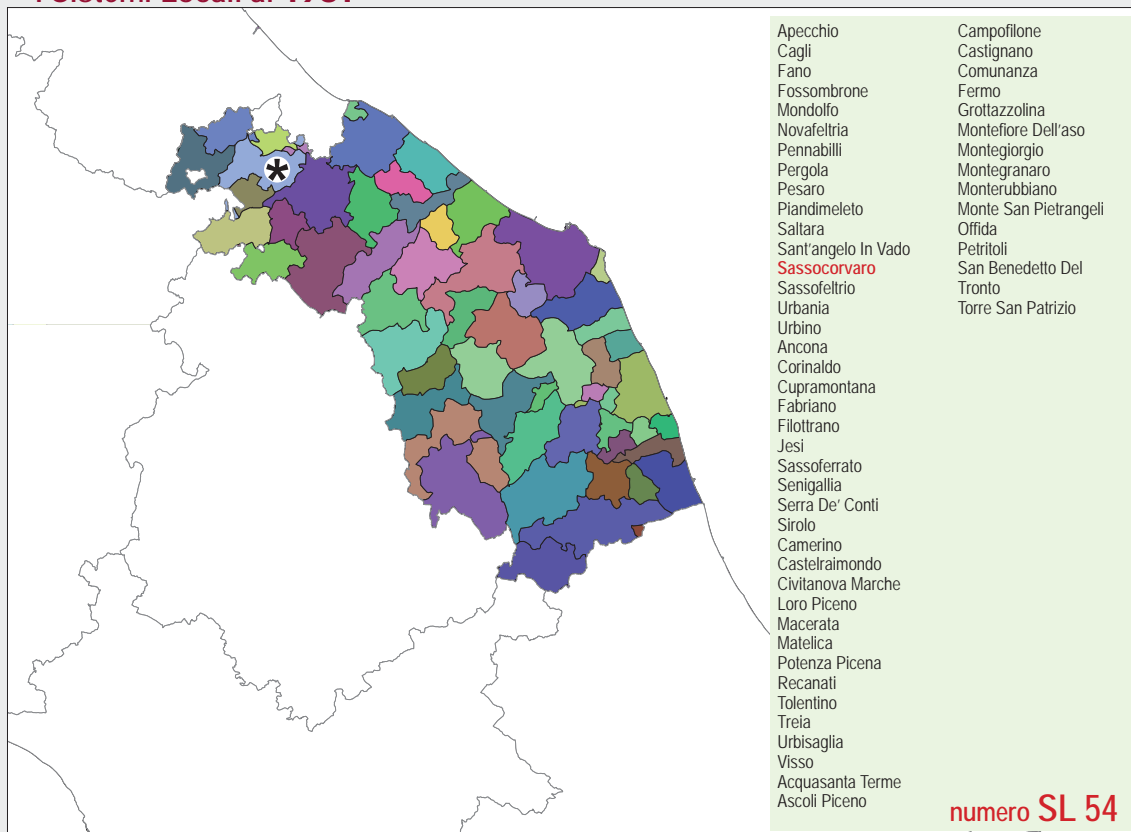 Apecchio
Cagli
Fano
Fossombrone
Mondolfo
Novafeltria
Pennabilli
Pergola
Pesaro
Piandimeleto
Saltara
Sant'angelo In Vado
Sassocorvaro
Sassofeltrio
Urbania
Urbino
Ancona
Corinaldo
Cupramontana
Fabriano
Filottrano
Jesi
Sassoferrato
Senigallia
Serra De' Conti
Sirolo
Camerino
Castelraimondo
Civitanova Marche
Loro Piceno
Macerata
Matelica
Potenza Picena
Recanati
Tolentino
Treia
Urbisaglia
Visso
Acquasanta Terme
Ascoli Piceno
Campofilone
Castignano
Comunanza
Fermo
Grottazzolina
Montefiore Dell'aso
Montegiorgio
Montegranaro
Monterubbiano
Monte San Pietrangeli
Offida
Petritoli
San Benedetto Del
Tronto
Torre San Patrizio
numero SL 54